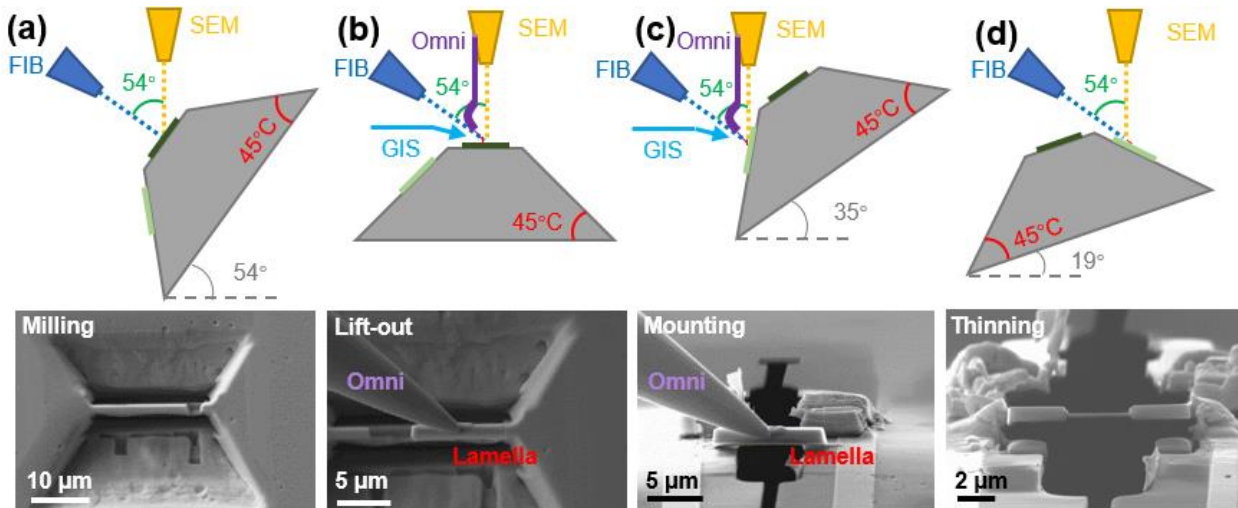 (a)
SEM
FIB
54°
45°C
54°
(b)
Omni
SEM
FIB
54°
GIS
45°C
(c)
Omni
SEM
FIB
54°
GIS
45°C
35°
(d)
SEM
FIB
54°
45°C
19°
Milling
10 µm
Lift-out
Omni
Lamella
5 µm
Mounting
Omni
Lamella
5 µm
Thinning
2 µm